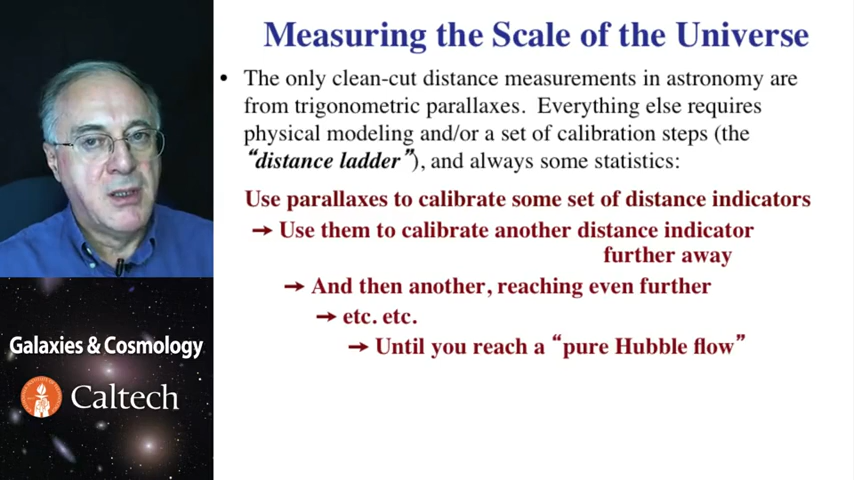 Measuring the Scale of the Universe
• The only clean-cut distance measurements in astronomy are
from trigonometric parallaxes. Everything else requires
physical modeling and/or a set of calibration steps (the
“distance ladder”), and always some statistics:
Use parallaxes to calibrate some set of distance indicators
→ Use them to calibrate another distance indicator
further away
→ And then another, reaching even further
→ etc. etc.
→ Until you reach a “pure Hubble flow”
Galaxies & Cosmology
Caltech